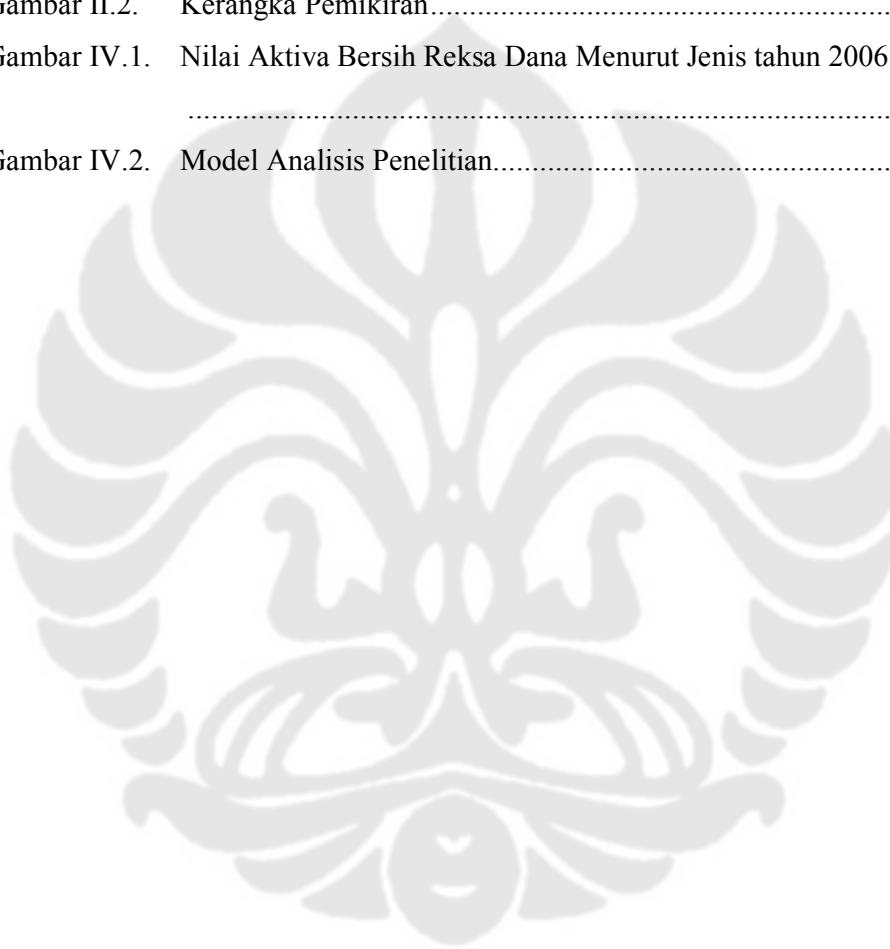 Gambar II.2. Kerangka Pemikiran.................................................................
Gambar IV.1. Nilai Aktiva Bersih Reksa Dana Menurut Jenis tahun 2006
....................................................................................................
Gambar IV.2. Model Analisis Penelitian.........................................................